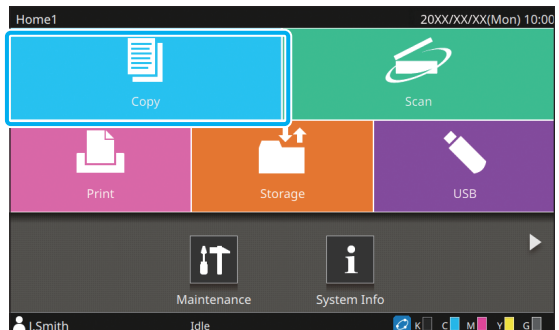 Home1 20XX/XX/XX(Mon) 10:00
Copy Scan
Print Storage USB
Maintenance System Info
J.Smith Idle K C M Y G